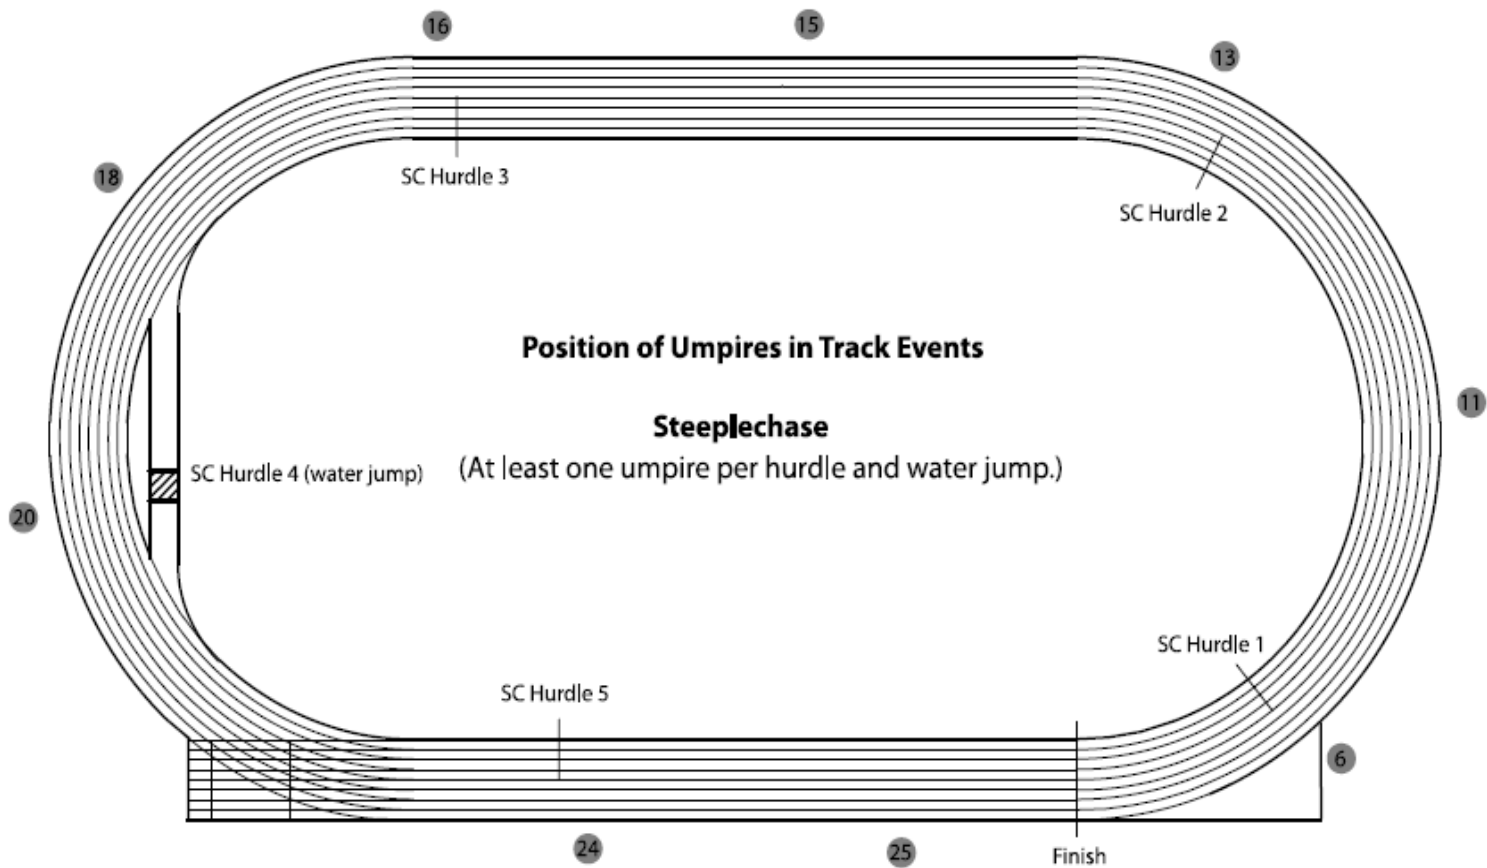 16
15
13
18
SC Hurdle 3
SC Hurdle 2
Position of Umpires in Track Events
11
Steeplechase
(At least one umpire per hurdle and water jump.)
SC Hurdle 4 (water jump)
20
SC Hurdle 1
SC Hurdle 5
6
24
25
Finish